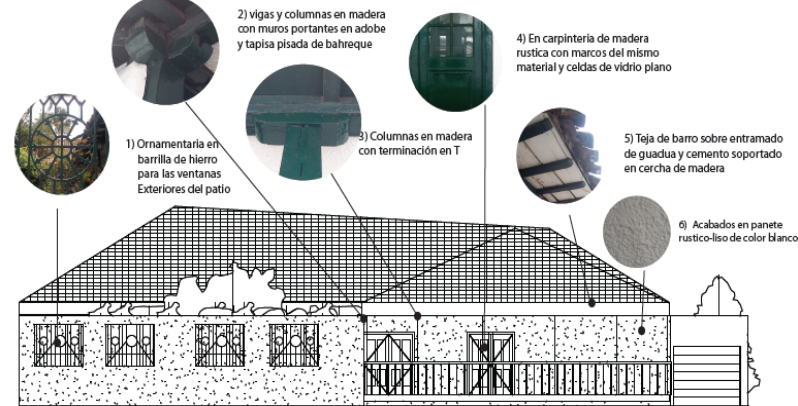 2) vigas y columnas en madera
con muros portantes en adobe
y tapisa pisada de bahreque
4) En carpinteria de madera
rustica con marcos del mismo
material y celdas de vidrio plano
1) Ornamentaria en
barrilla de hierro
para las ventanas
Exteriores del patio
3) Columnas en madera
con terminación en T
5) Teja de barro sobre entramado
de guadua y cemento soportado
en cercha de madera
6) Acabados en panete
rustico-liso de color blanco